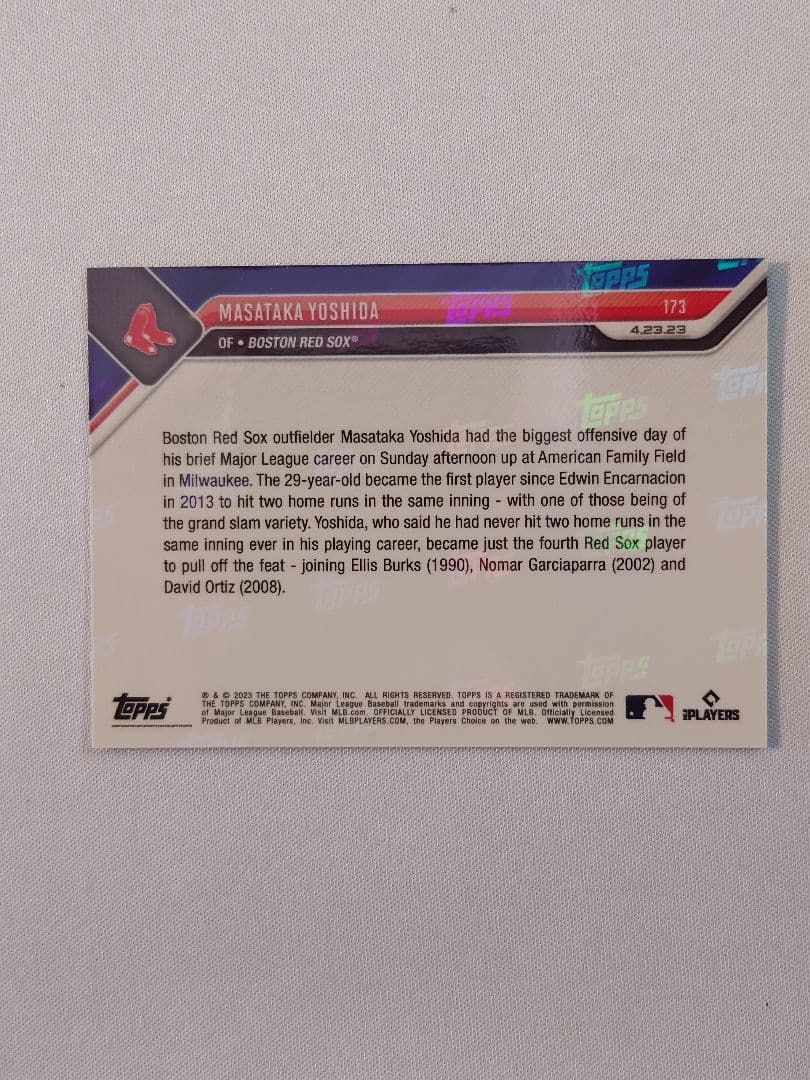 MASATAKA YOSHIDA
173
4.23.23
OF • BOSTON RED SOX®
Boston Red Sox outfielder Masataka Yoshida had the biggest offensive day of
his brief Major League career on Sunday afternoon up at American Family Field
in Milwaukee. The 29-year-old became the first player since Edwin Encarnacion
in 2013 to hit two home runs in the same inning - with one of those being of
the grand slam variety. Yoshida, who said he had never hit two home runs in the
same inning ever in his playing career, became just the fourth Red Sox player
to pull off the feat - joining Ellis Burks (1990), Nomar Garciaparra (2002) and
David Ortiz (2008).
Topps
® & © 2023 THE TOPPS COMPANY, INC. ALL RIGHTS RESERVED. TOPPS IS A REGISTERED TRADEMARK OF
THE TOPPS COMPANY, INC. Major League Baseball trademarks and copyrights are used with permission
of Major League Baseball. Visit MLB.com. OFFICIALLY LICENSED PRODUCT OF MLB. Officially Licensed
Product of MLB Players, Inc. Visit MLBPLAYERS.COM, the Players Choice on the web. WWW.TOPPS.COM
PLAYERS
Topps
Topps
Topps
Topps
Topps
Topps
Topps
Topps
Topps